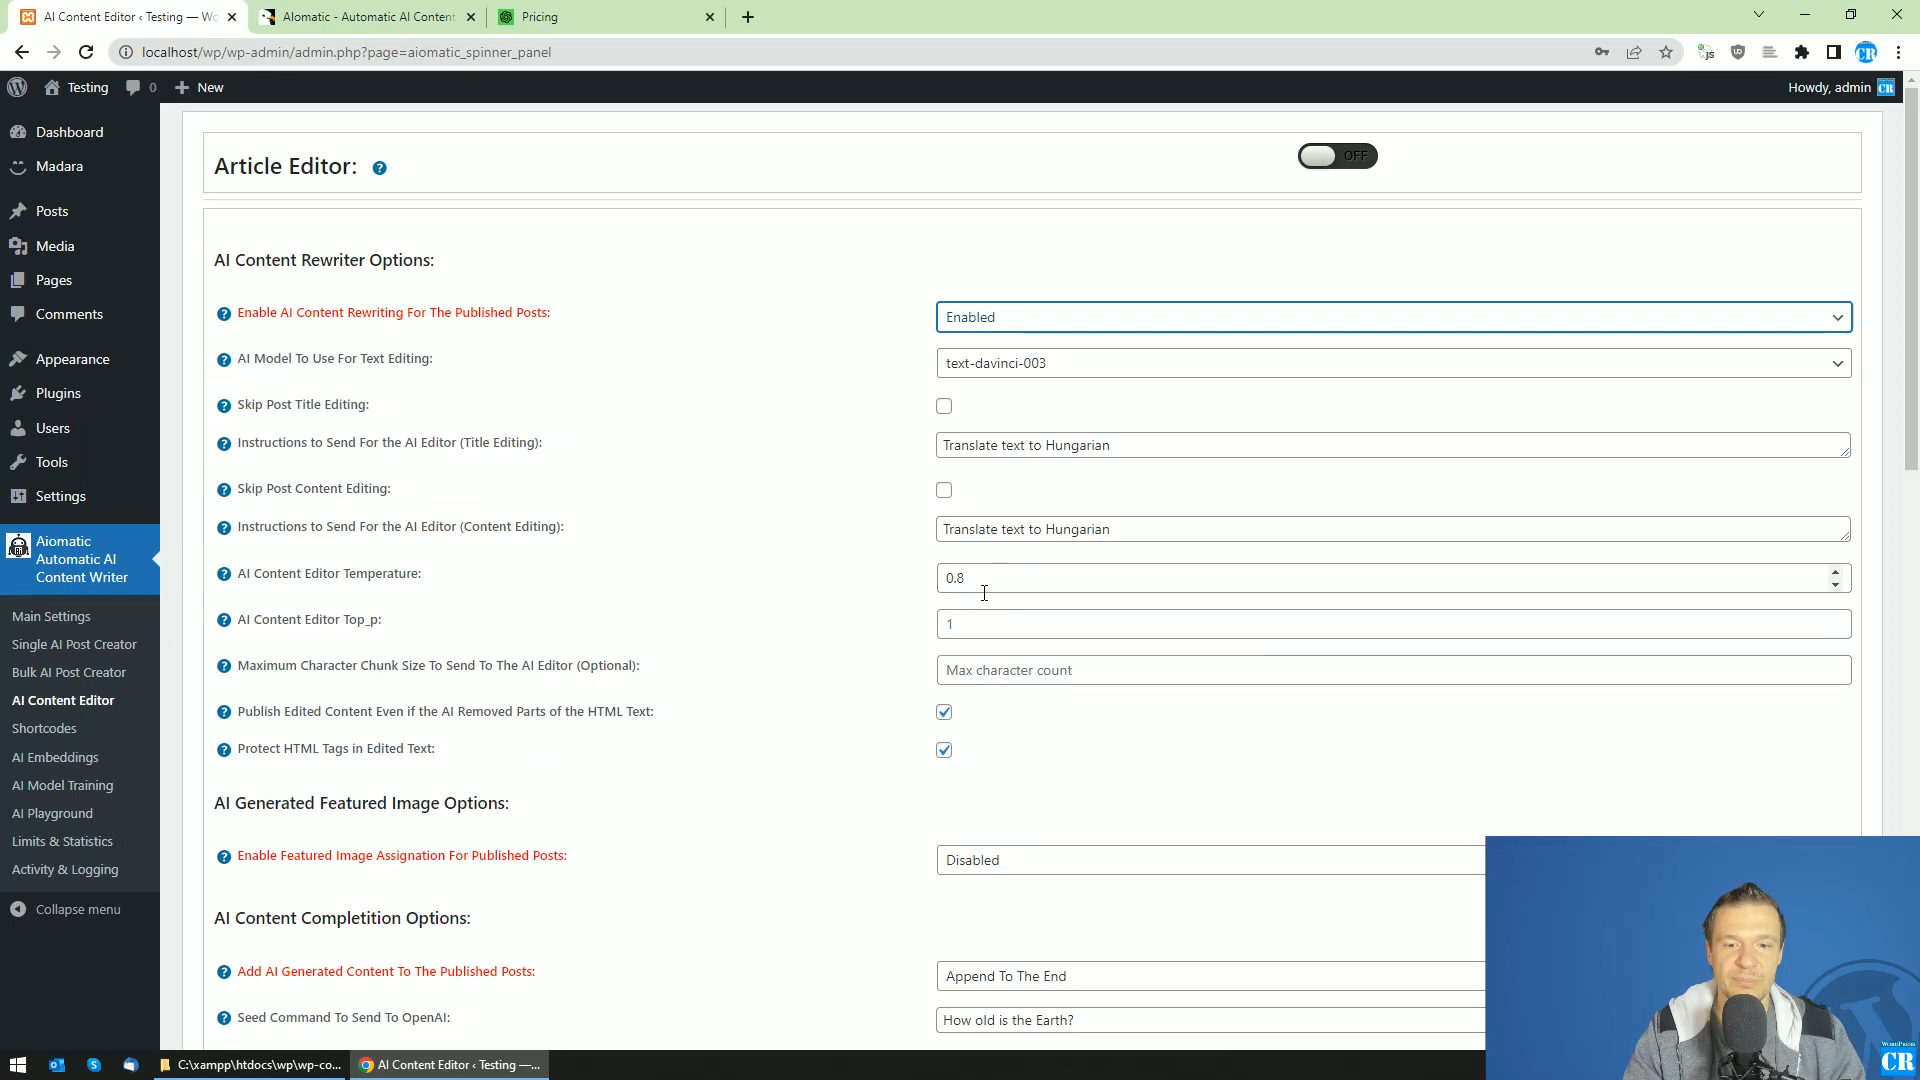 AI Content Editor ‹ Testing — Wo
AIomatic - Automatic AI Content
Pricing
localhost/wp/wp-admin/admin.php?page=aiomatic_spinner_panel
Testing
0
New
Howdy, admin
CR
Dashboard
Madara
Posts
Media
Pages
Comments
Appearance
Plugins
Users
Tools
Settings
Aiomatic
Automatic AI
Content Writer
Main Settings
Single AI Post Creator
Bulk AI Post Creator
AI Content Editor
Shortcodes
AI Embeddings
AI Model Training
AI Playground
Limits & Statistics
Activity & Logging
Collapse menu
Article Editor:
OFF
AI Content Rewriter Options:
Enable AI Content Rewriting For The Published Posts:
Enabled
AI Model To Use For Text Editing:
text-davinci-003
Skip Post Title Editing:
Instructions to Send For the AI Editor (Title Editing):
Translate text to Hungarian
Skip Post Content Editing:
Instructions to Send For the AI Editor (Content Editing):
Translate text to Hungarian
AI Content Editor Temperature:
0.8
AI Content Editor Top_p:
1
Maximum Character Chunk Size To Send To The AI Editor (Optional):
Max character count
Publish Edited Content Even if the AI Removed Parts of the HTML Text:
Protect HTML Tags in Edited Text:
AI Generated Featured Image Options:
Enable Featured Image Assignation For Published Posts:
Disabled
AI Content Completition Options:
Add AI Generated Content To The Published Posts:
Append To The End
Seed Command To Send To OpenAI:
How old is the Earth?
WORDPRESS
CR
C:\xampp\htdocs\wp\wp-co...
AI Content Editor ‹ Testing —...